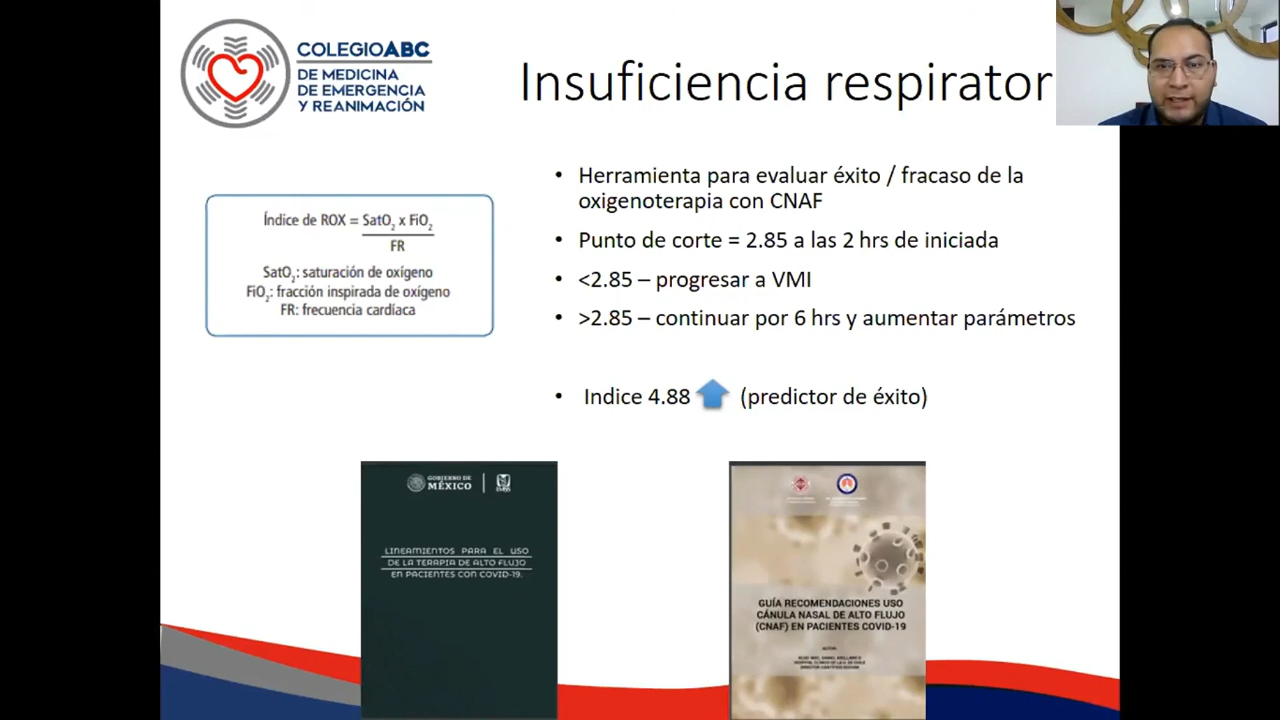 COLEGIOABC
DE MEDICINA
DE EMERGENCIA
Y REANIMACIÓN
Insuficiencia respirator
Índice de ROX = SatO2 x FiO2
FR
SatO2: saturación de oxígeno
FiO2: fracción inspirada de oxígeno
FR: frecuencia cardíaca
• Herramienta para evaluar éxito / fracaso de la
oxigenoterapia con CNAF
• Punto de corte = 2.85 a las 2 hrs de iniciada
• <2.85 – progresar a VMI
• >2.85 – continuar por 6 hrs y aumentar parámetros
• Indice 4.88 (predictor de éxito)
GOBIERNO DE
MÉXICO
IMSS
LINEAMIENTOS PARA EL USO
DE LA TERAPIA DE ALTO FLUJO
EN PACIENTES CON COVID-19.
GUÍA RECOMENDACIONES USO
CÁNULA NASAL DE ALTO FLUJO
(CNAF) EN PACIENTES COVID-19
AUTOR: